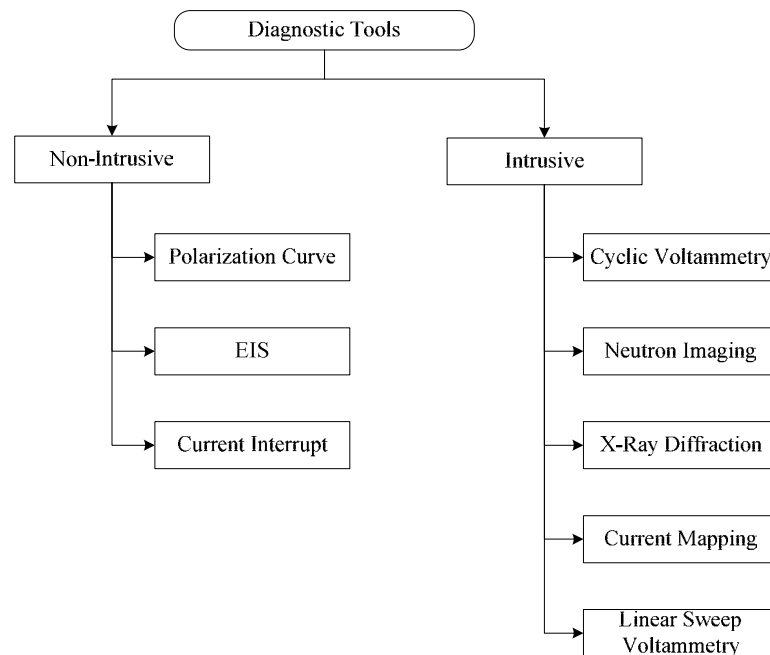 Diagnostic Tools
Non-Intrusive
Intrusive
Polarization Curve
EIS
Current Interrupt
Cyclic Voltammetry
Neutron Imaging
X-Ray Diffraction
Current Mapping
Linear Sweep
Voltammetry